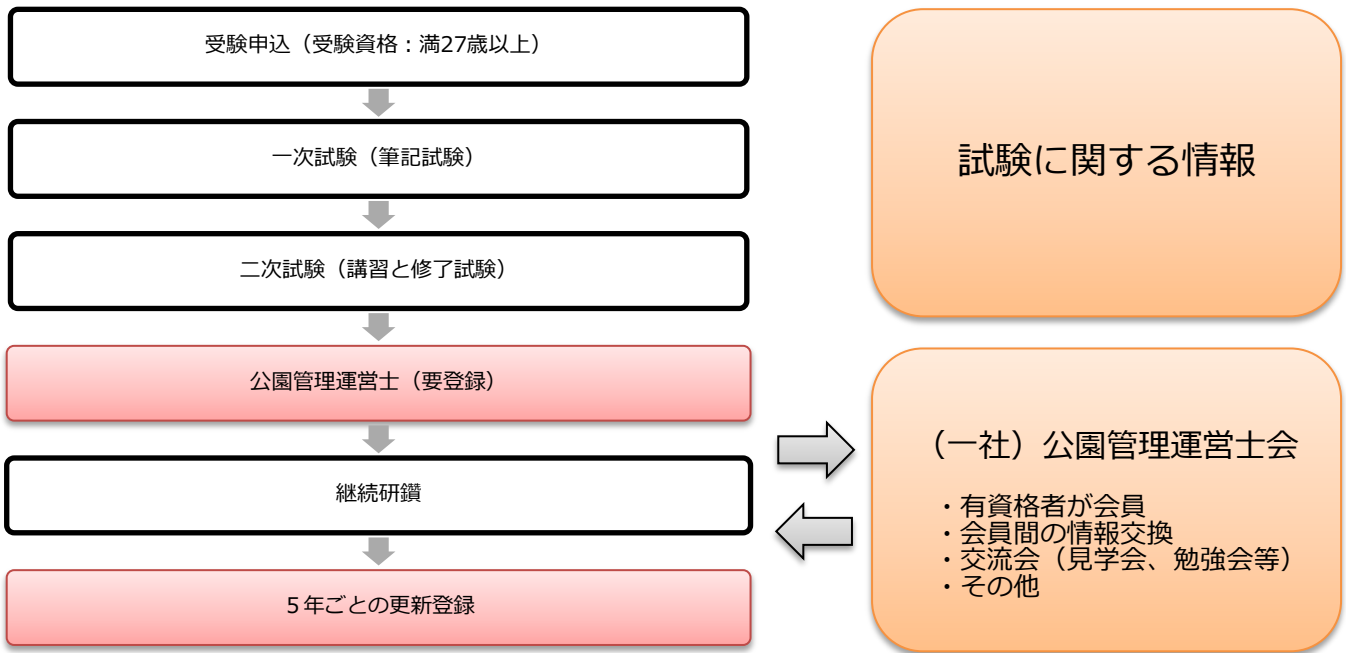 受験申込（受験資格：満27歳以上）
一次試験（筆記試験）
二次試験（講習と修了試験）
公園管理運営士（要登録）
継続研鑽
５年ごとの更新登録
試験に関する情報
（一社）公園管理運営士会
・有資格者が会員
・会員間の情報交換
・交流会（見学会、勉強会等）
・その他